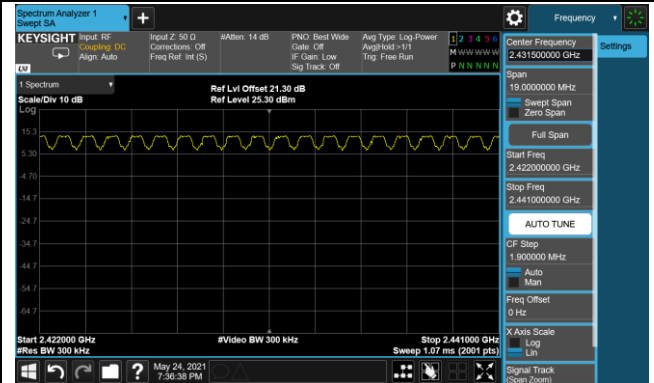 Spectrum Analyzer 1
Swept SA
Frequency
KEYSIGHT
Input: RF
Coupling: DC
Align: Auto
Input Z: 50 Ω
Corrections: Off
Freq Ref: Int (S)
#Atten: 14 dB
PNO: Best Wide
Gate: Off
IF Gain: Low
Sig Track: Off
Avg Type: Log-Power
Avg|Hold:>1/1
Trig: Free Run
1 2 3 4 5 6
M W W W W W
P N N N N N
LXI
1 Spectrum
Scale/Div 10 dB
Ref Lvl Offset 21.30 dB
Ref Level 25.30 dBm
Log
15.3
5.30
-4.70
-14.7
-24.7
-34.7
-44.7
-54.7
-64.7
Start 2.422000 GHz
#Res BW 300 kHz
#Video BW 300 kHz
Stop 2.441000 GHz
Sweep 1.07 ms (2001 pts)
May 24, 2021
7:36:38 PM
Center Frequency
2.431500000 GHz
Settings
Span
19.0000000 MHz
Swept Span
Zero Span
Full Span
Start Freq
2.422000000 GHz
Stop Freq
2.441000000 GHz
AUTO TUNE
CF Step
1.900000 MHz
Auto
Man
Freq Offset
0 Hz
X Axis Scale
Log
Lin
Signal Track
(Span Zoom)